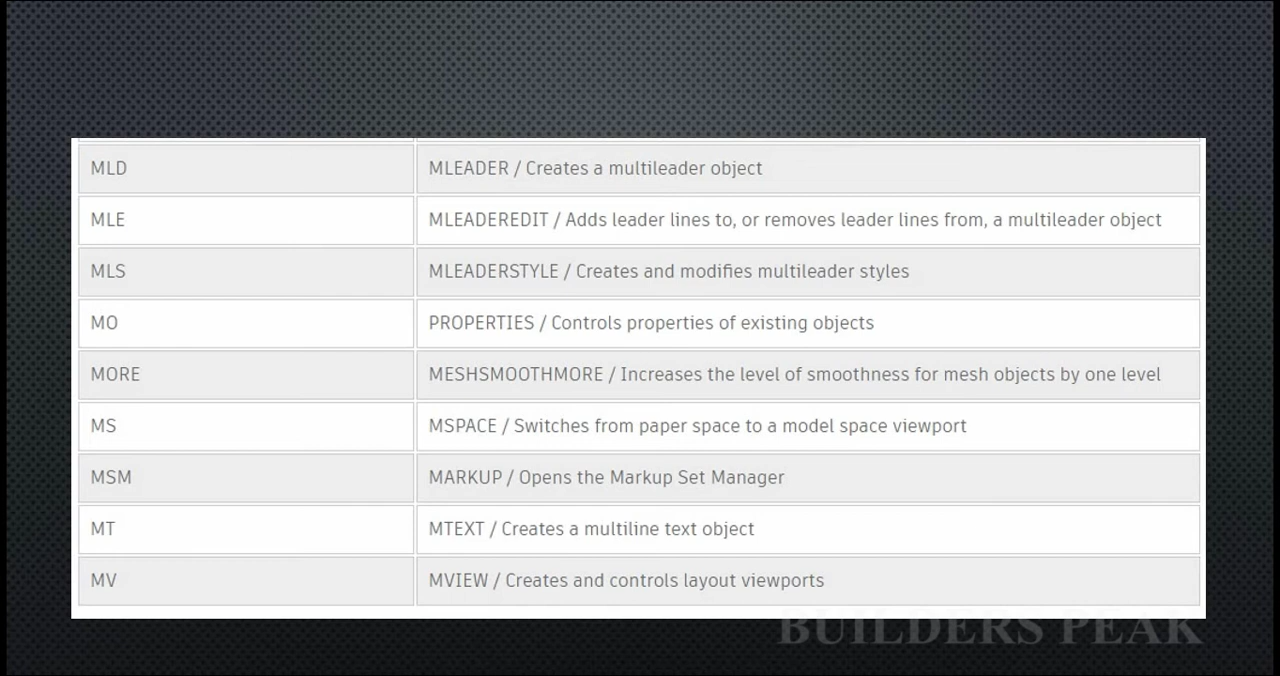 MLD MLEADER / Creates a multileader object
MLE MLEADEREDIT / Adds leader lines to, or removes leader lines from, a multileader object
MLS MLEADERSTYLE / Creates and modifies multileader styles
MO PROPERTIES / Controls properties of existing objects
MORE MESHSMOOTHMORE / Increases the level of smoothness for mesh objects by one level
MS MSPACE / Switches from paper space to a model space viewport
MSM MARKUP / Opens the Markup Set Manager
MT MTEXT / Creates a multiline text object
MV MVIEW / Creates and controls layout viewports
BUILDERS PEAK